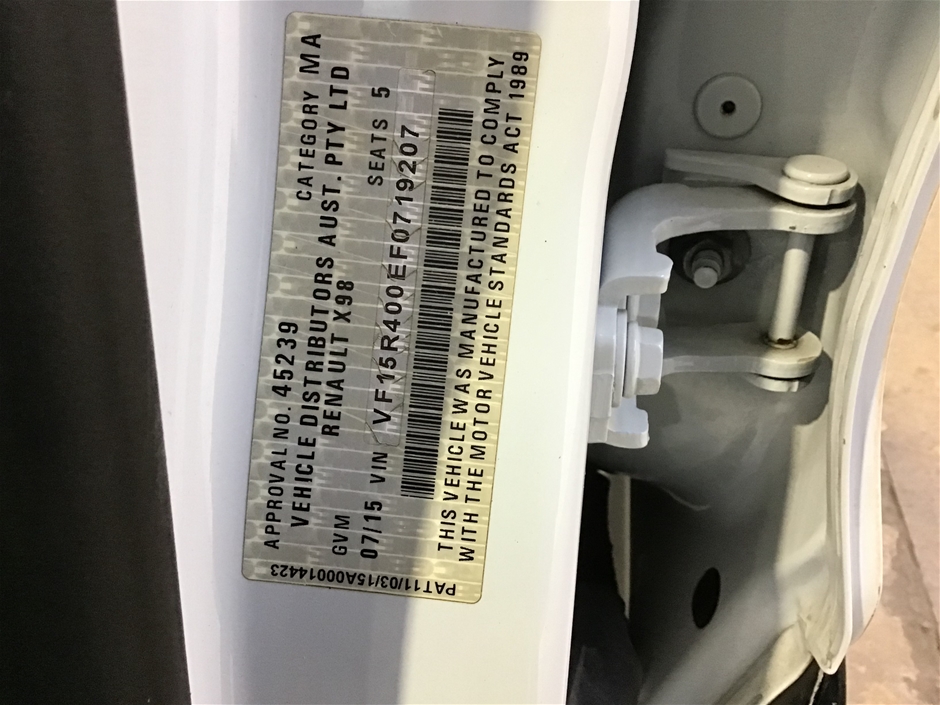 APPROVAL NO. 45239 CATEGORY MA
VEHICLE DISTRIBUTORS AUST. PTY LTD
RENAULT X98
GVM SEATS 5
07/15 VIN VF15R400EF0719207
THIS VEHICLE WAS MANUFACTURED TO COMPLY
WITH THE MOTOR VEHICLE STANDARDS ACT 1989
PAT11/03/15A00014423